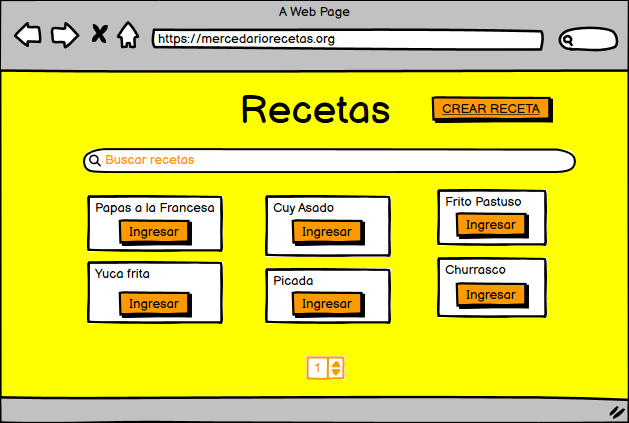 A Web Page
https://mercedariorecetas.org
Recetas
CREAR RECETA
Buscar recetas
Papas a la Francesa
Ingresar
Cuy Asado
Ingresar
Frito Pastuso
Ingresar
Yuca frita
Ingresar
Picada
Ingresar
Churrasco
Ingresar
1